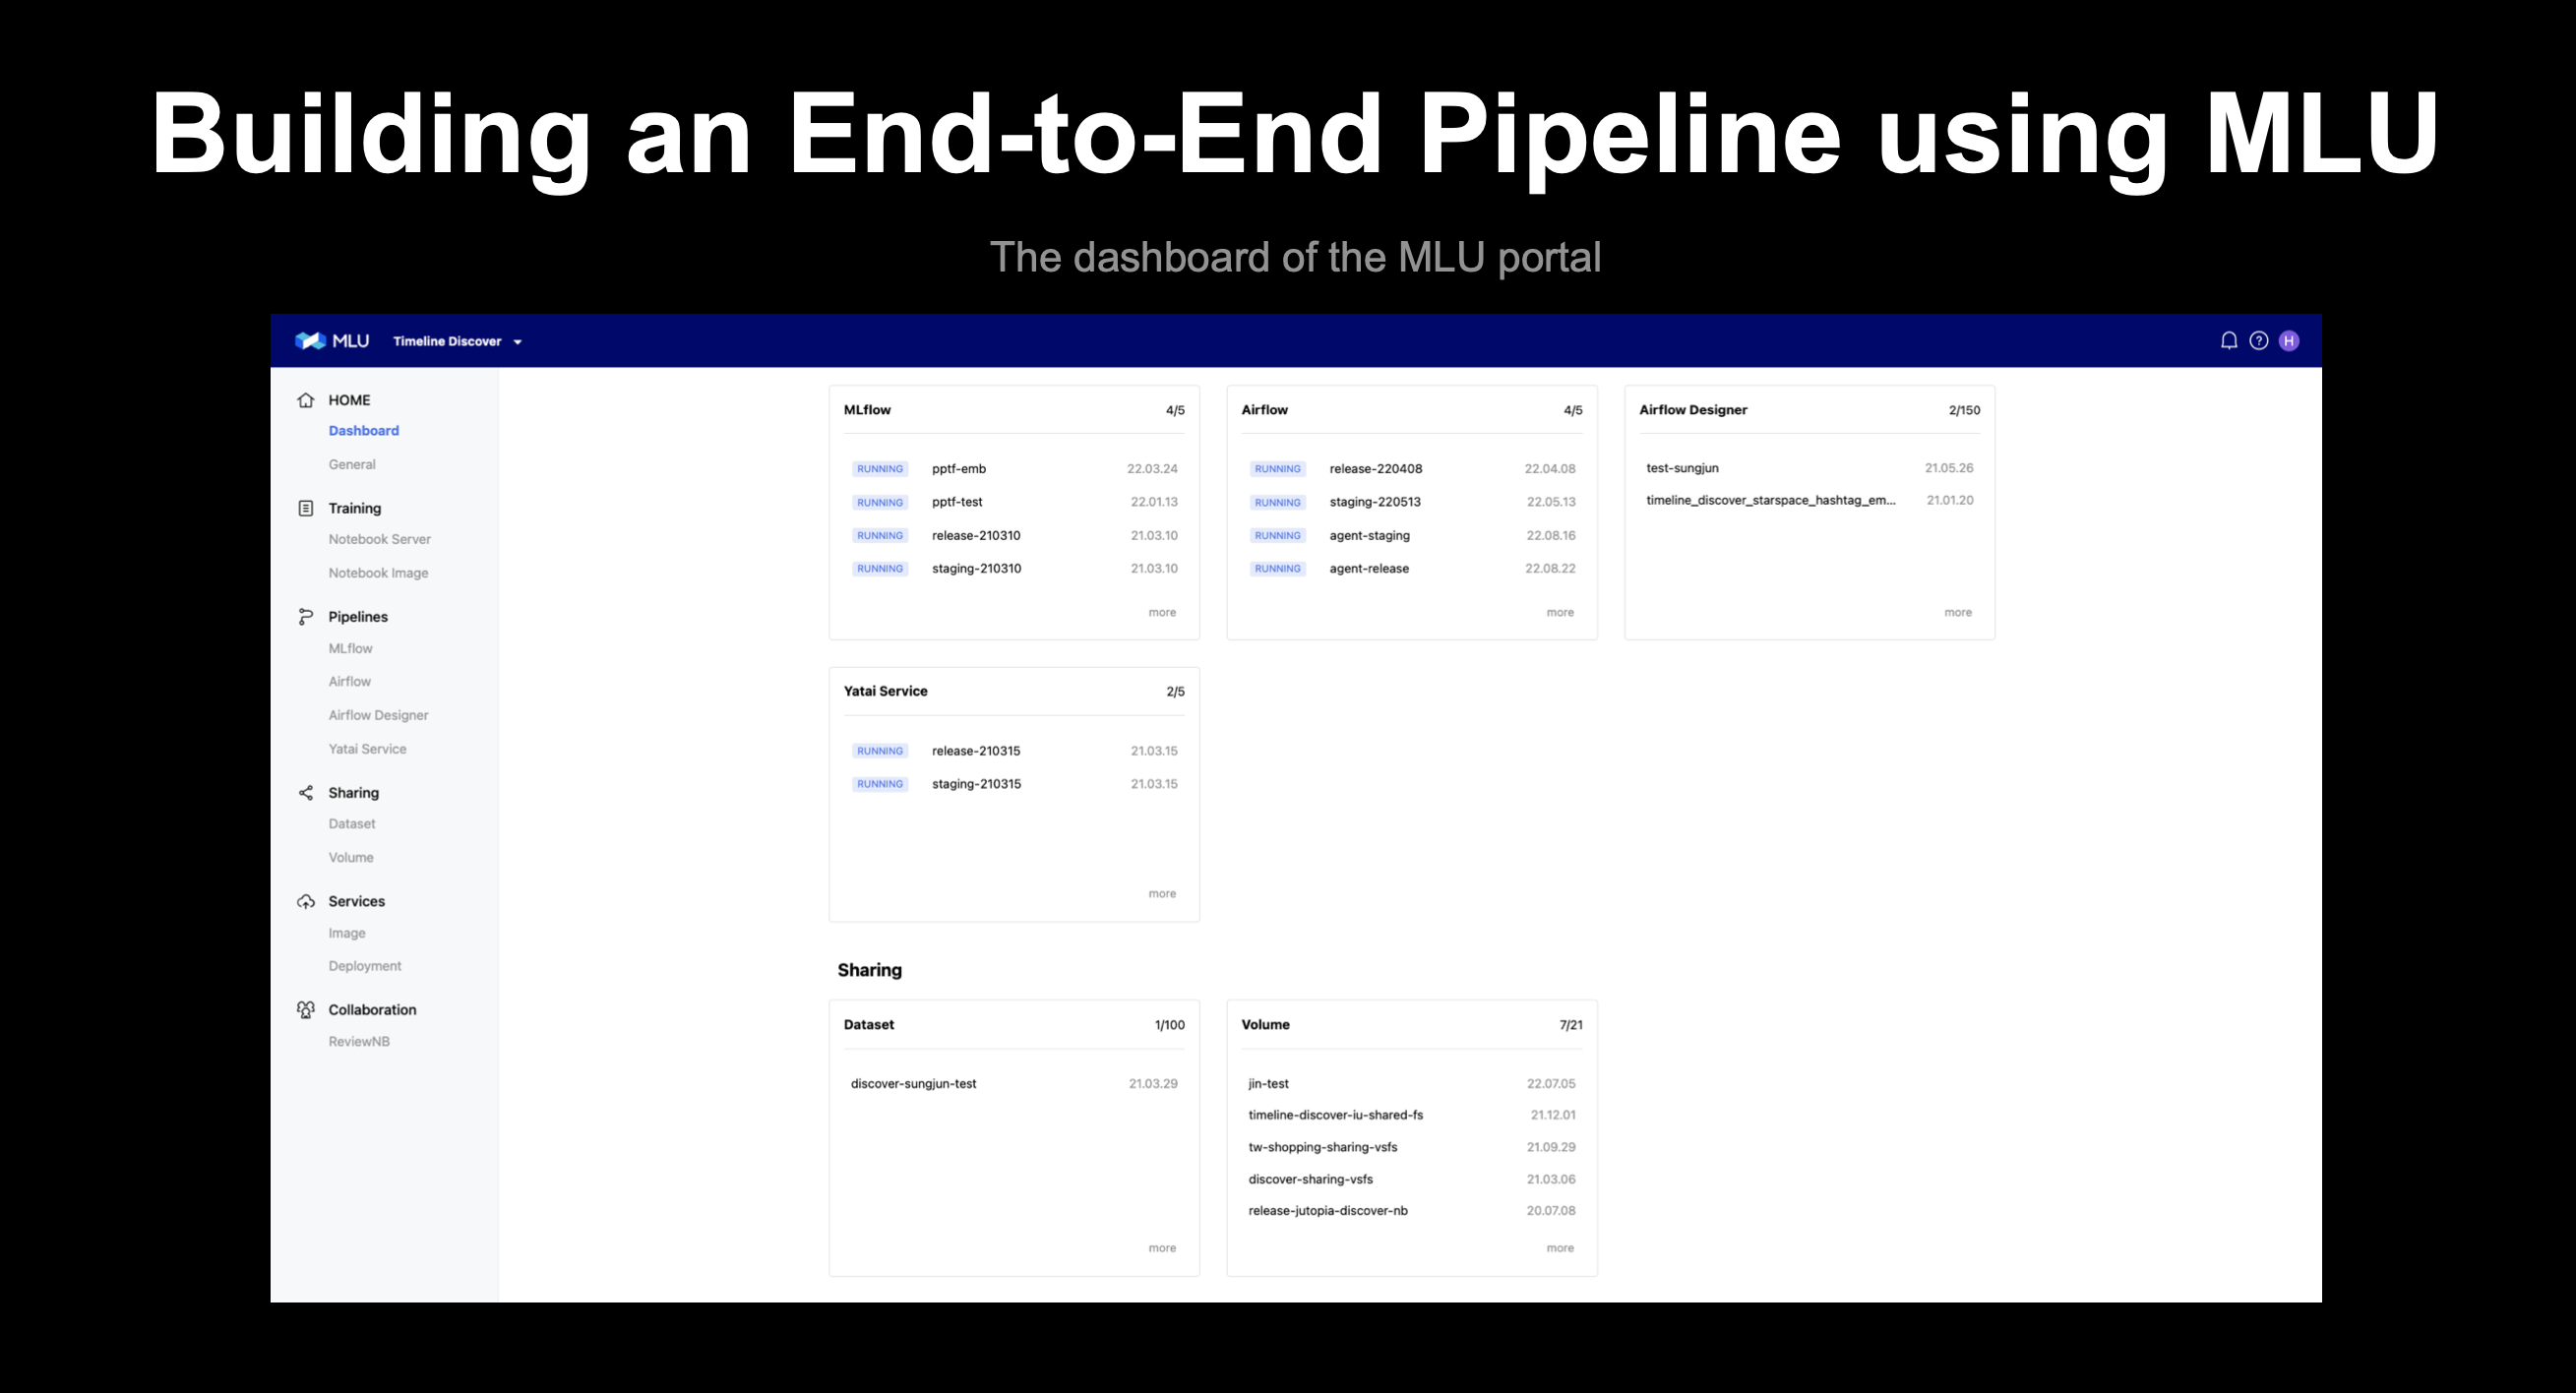 Building an End-to-End Pipeline using MLU
The dashboard of the MLU portal
MLU Timeline Discover ? H
HOME
Dashboard
General
Training
Notebook Server
Notebook Image
Pipelines
MLflow
Airflow
Airflow Designer
Yatai Service
Sharing
Dataset
Volume
Services
Image
Deployment
Collaboration
ReviewNB
MLflow 4/5
RUNNING pptf-emb 22.03.24
RUNNING pptf-test 22.01.13
RUNNING release-210310 21.03.10
RUNNING staging-210310 21.03.10
more
Airflow 4/5
RUNNING release-220408 22.04.08
RUNNING staging-220513 22.05.13
RUNNING agent-staging 22.08.16
RUNNING agent-release 22.08.22
more
Airflow Designer 2/150
test-sungjun 21.05.26
timeline_discover_starspace_hashtag_em... 21.01.20
more
Yatai Service 2/5
RUNNING release-210315 21.03.15
RUNNING staging-210315 21.03.15
more
Sharing
Dataset 1/100
discover-sungjun-test 21.03.29
more
Volume 7/21
jin-test 22.07.05
timeline-discover-iu-shared-fs 21.12.01
tw-shopping-sharing-vsfs 21.09.29
discover-sharing-vsfs 21.03.06
release-jutopia-discover-nb 20.07.08
more